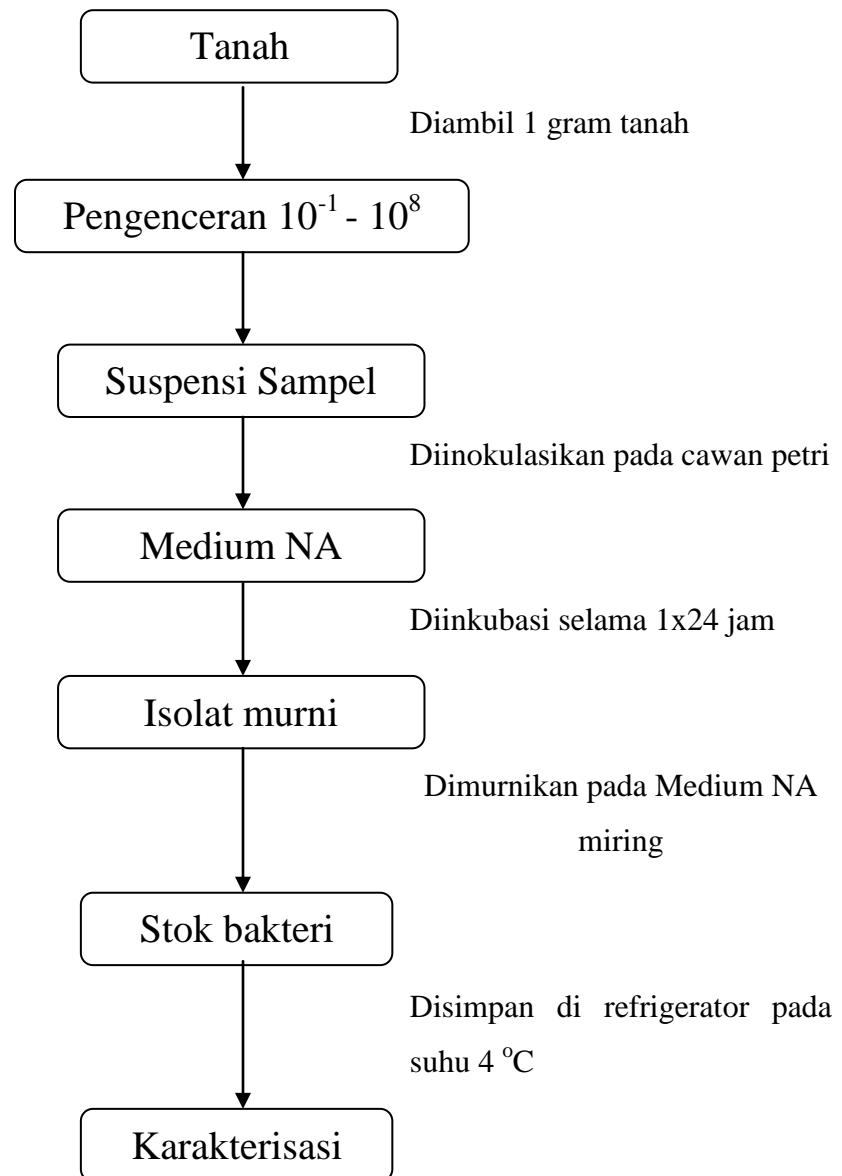 Tanah
Diambil 1 gram tanah
Pengenceran 10⁻¹ - 10⁸
Suspensi Sampel
Diinokulasikan pada cawan petri
Medium NA
Diinkubasi selama 1x24 jam
Isolat murni
Dimurnikan pada Medium NA
miring
Stok bakteri
Disimpan di refrigerator pada
suhu 4 ᵒC
Karakterisasi